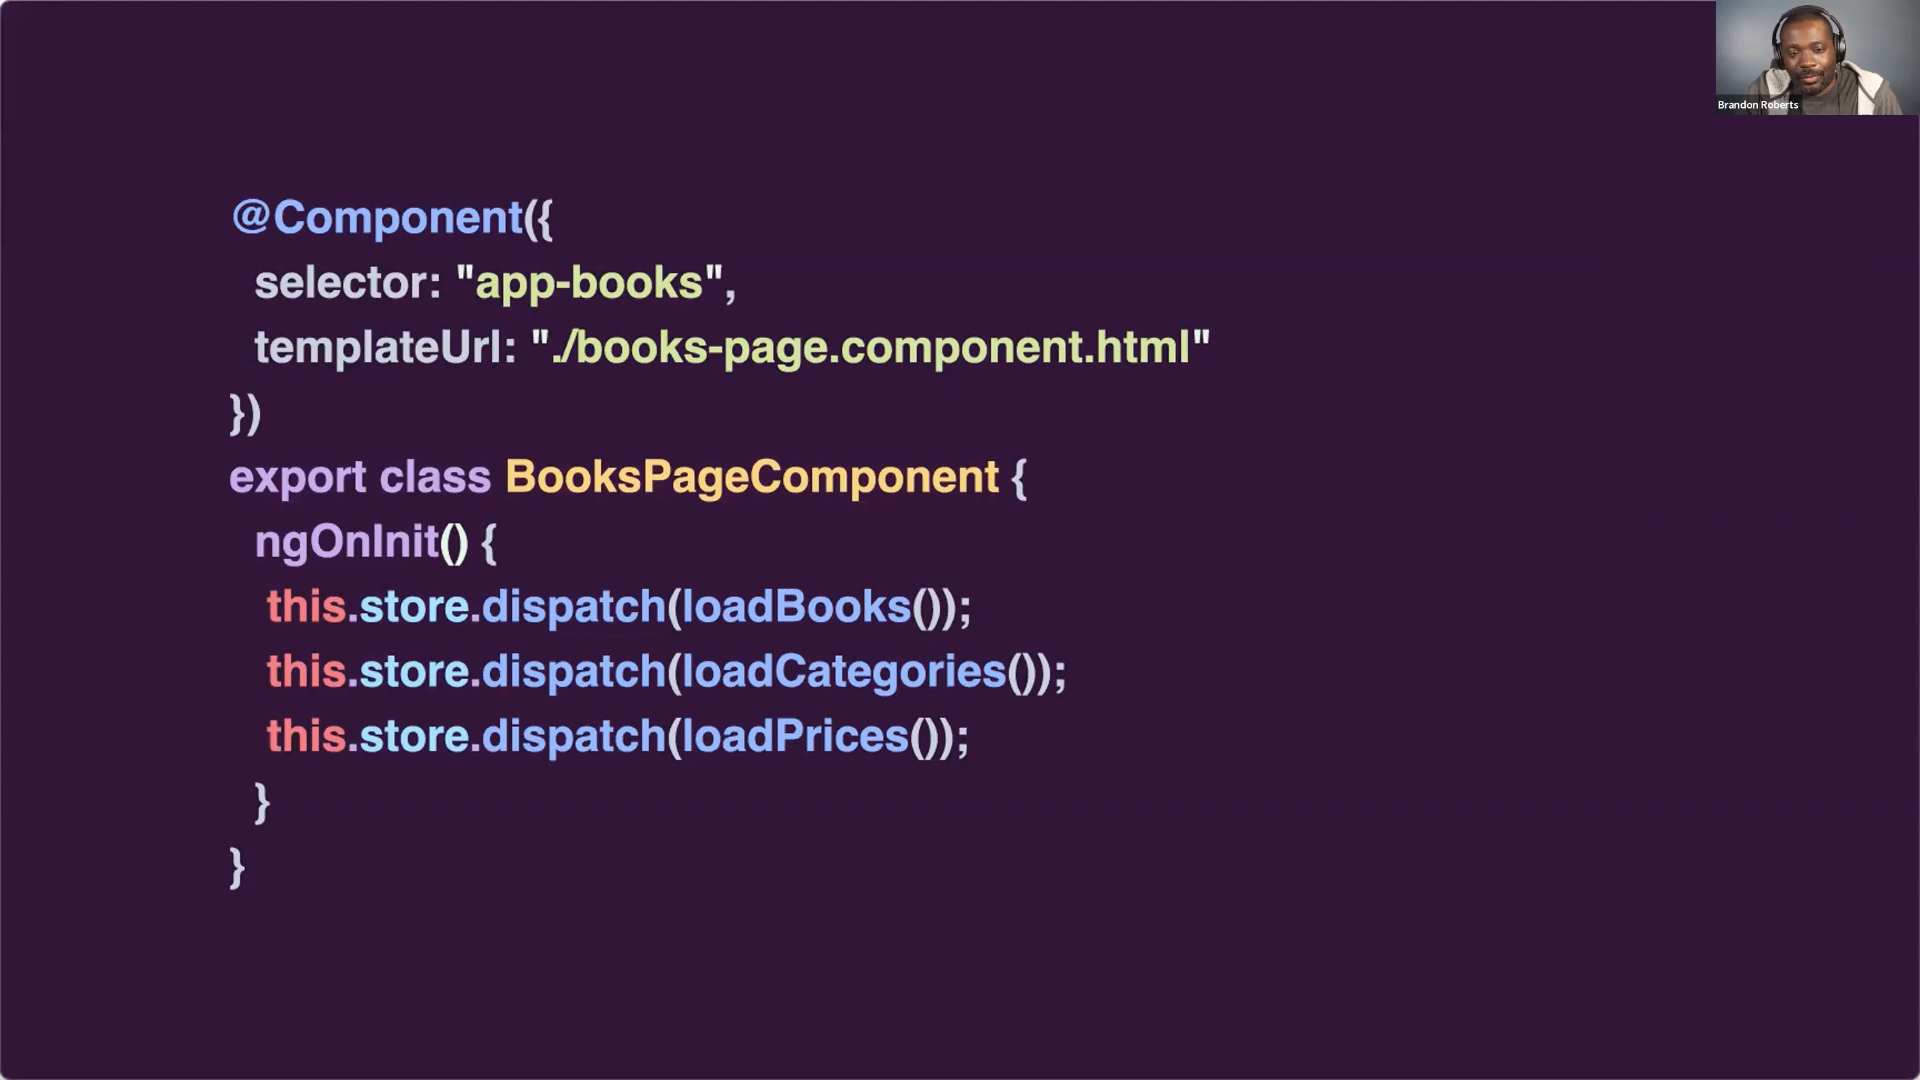 Brandon Roberts
@Component({
selector: "app-books",
templateUrl: "./books-page.component.html"
})
export class BooksPageComponent {
ngOnInit() {
this.store.dispatch(loadBooks());
this.store.dispatch(loadCategories());
this.store.dispatch(loadPrices());
}
}